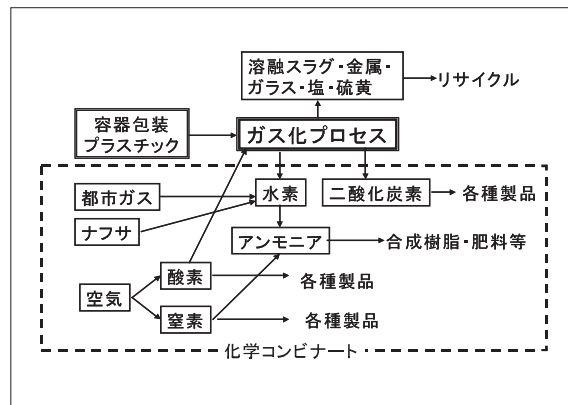 溶融スラグ・金属・
ガラス・塩・硫黄
リサイクル
容器包装
プラスチック
ガス化プロセス
都市ガス
水素
二酸化炭素
各種製品
ナフサ
アンモニア
合成樹脂・肥料等
空気
酸素
各種製品
窒素
各種製品
化学コンビナート